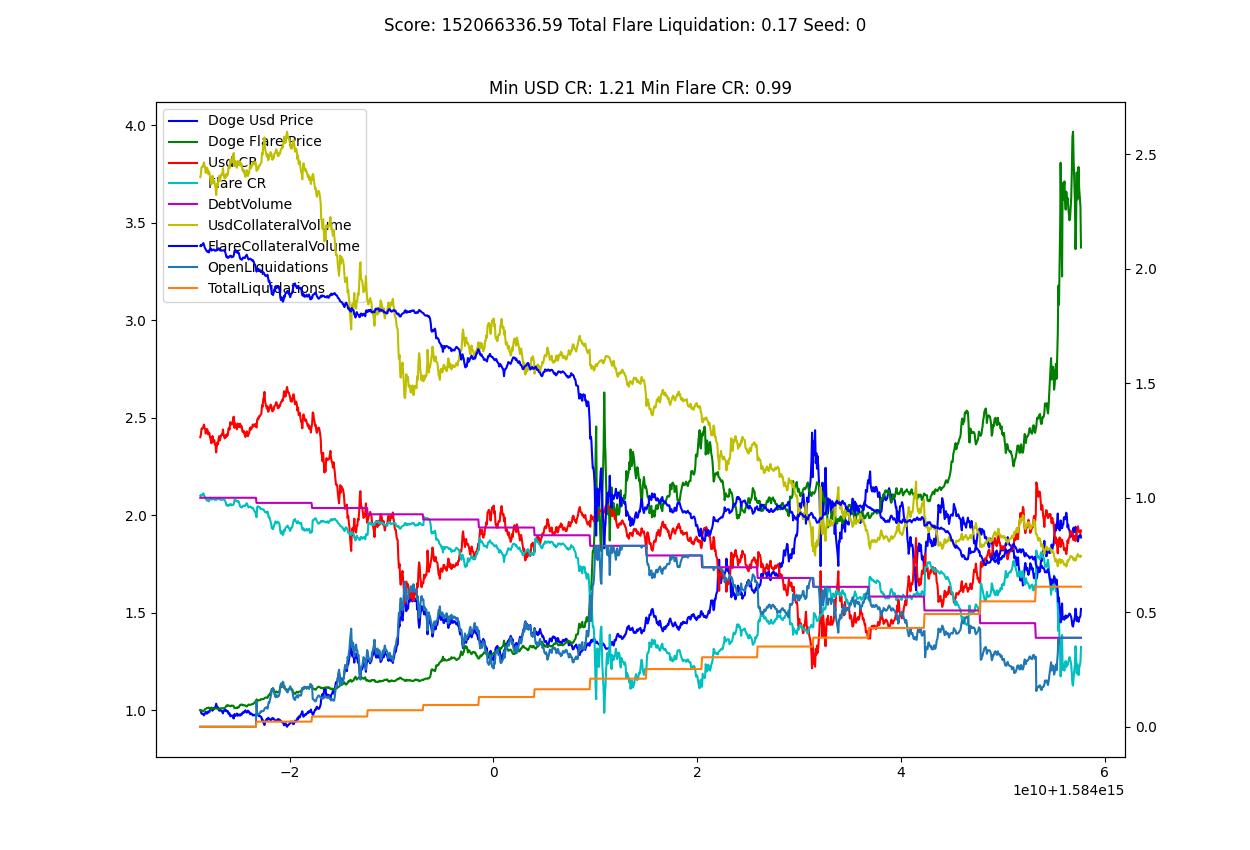 Score: 152066336.59 Total Flare Liquidation: 0.17 Seed: 0
Min USD CR: 1.21 Min Flare CR: 0.99
Doge Usd Price
Doge Flare Price
Usd CR
Flare CR
DebtVolume
UsdCollateralVolume
FlareCollateralVolume
OpenLiquidations
TotalLiquidations
4.0
3.5
3.0
2.5
2.0
1.5
1.0
2.5
2.0
1.5
1.0
0.5
0.0
−2
0
2
4
6
1e10+1.584e15